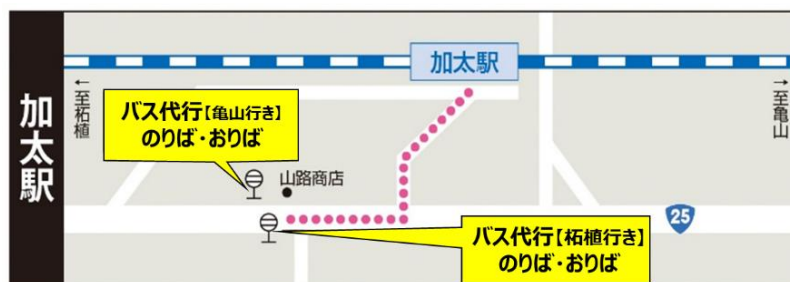 加太駅
加太駅
←至柘植
→至亀山
バス代行【亀山行き】
のりば・おりば
山路商店
25
バス代行【柘植行き】
のりば・おりば